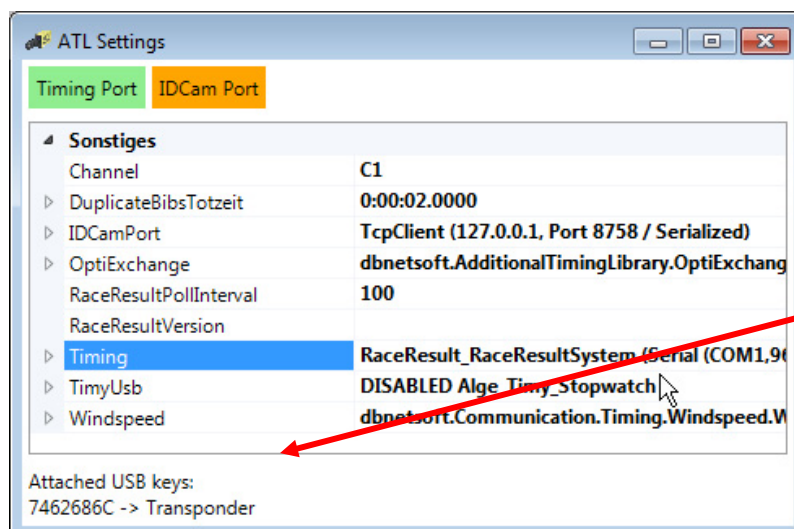 ATL Settings
Timing Port IDCam Port
Sonstiges
Channel C1
DuplicateBibsTotzeit 0:00:02.0000
IDCamPort TcpClient (127.0.0.1, Port 8758 / Serialized)
OptiExchange dbnetsoft.AdditionalTimingLibrary.OptiExchang
RaceResultPollInterval 100
RaceResultVersion
Timing RaceResult_RaceResultSystem (Serial (COM1,96
TimyUsb DISABLED Alge_Timy_Stopwatch
Windspeed dbnetsoft.Communication.Timing.Windspeed.W
Attached USB keys:
7462686C -> Transponder